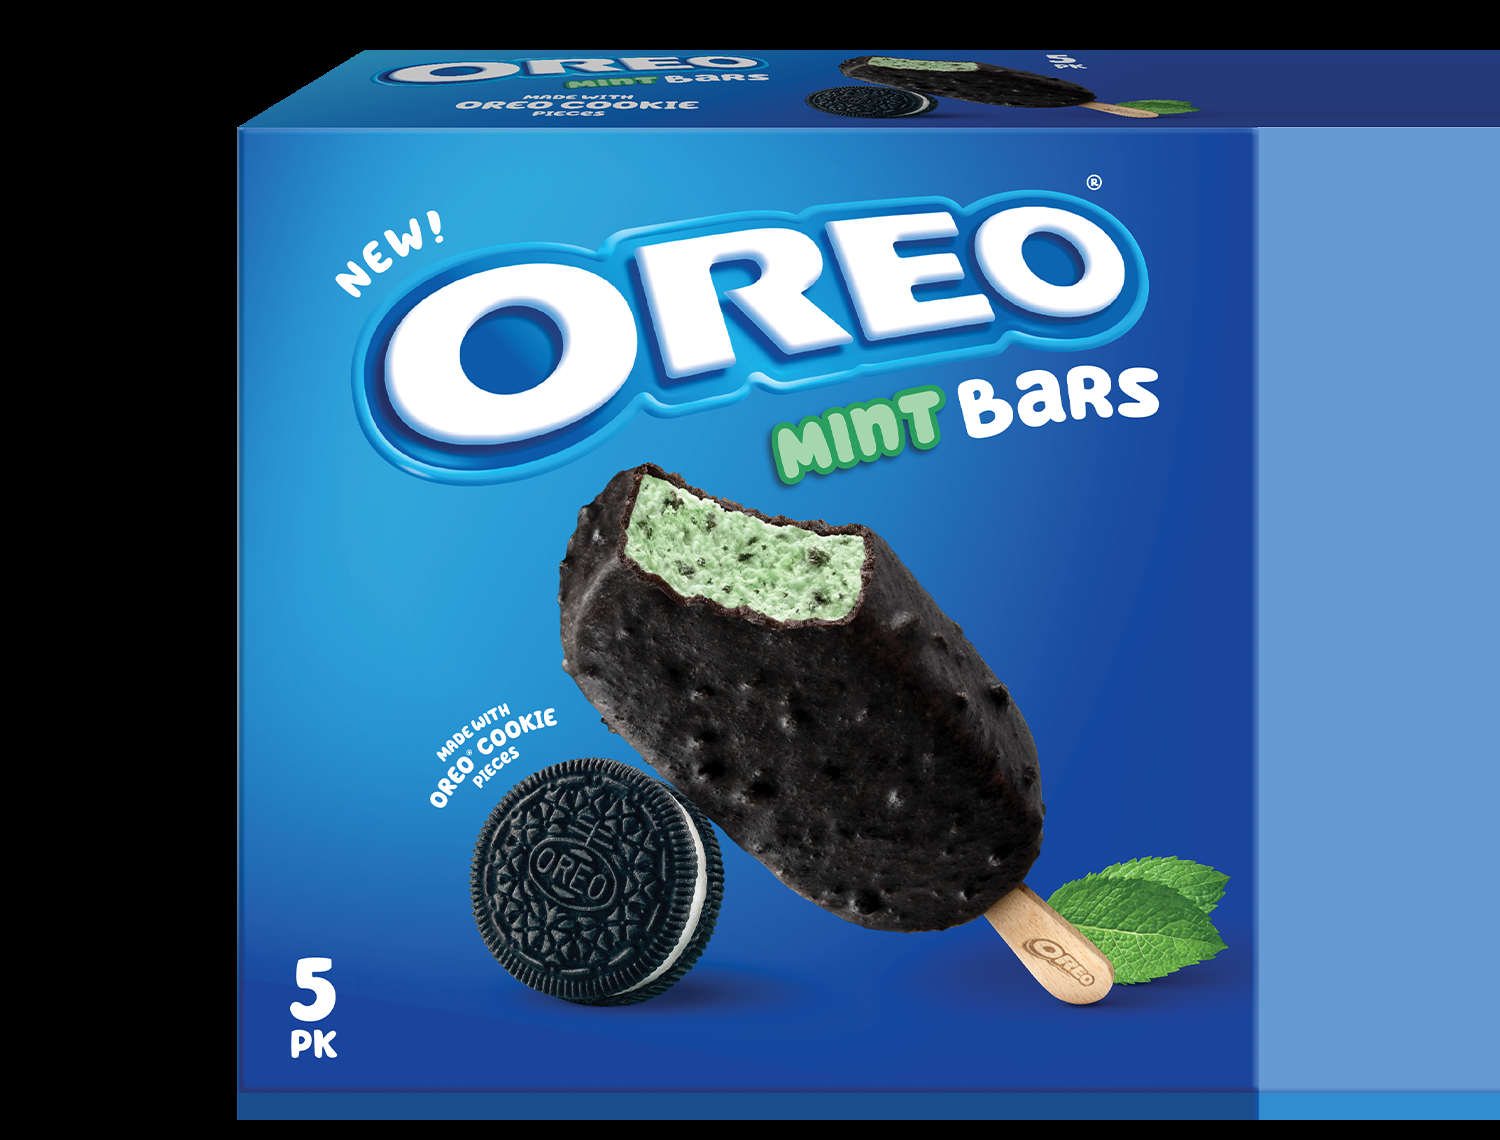 OREO
MINT BARS
MADE WITH
OREO COOKIE
PIECES
5
PK
NEW!
OREO®
MINT BARS
MADE WITH
OREO® COOKIE
PIECES
OREO
OREO
5
PK